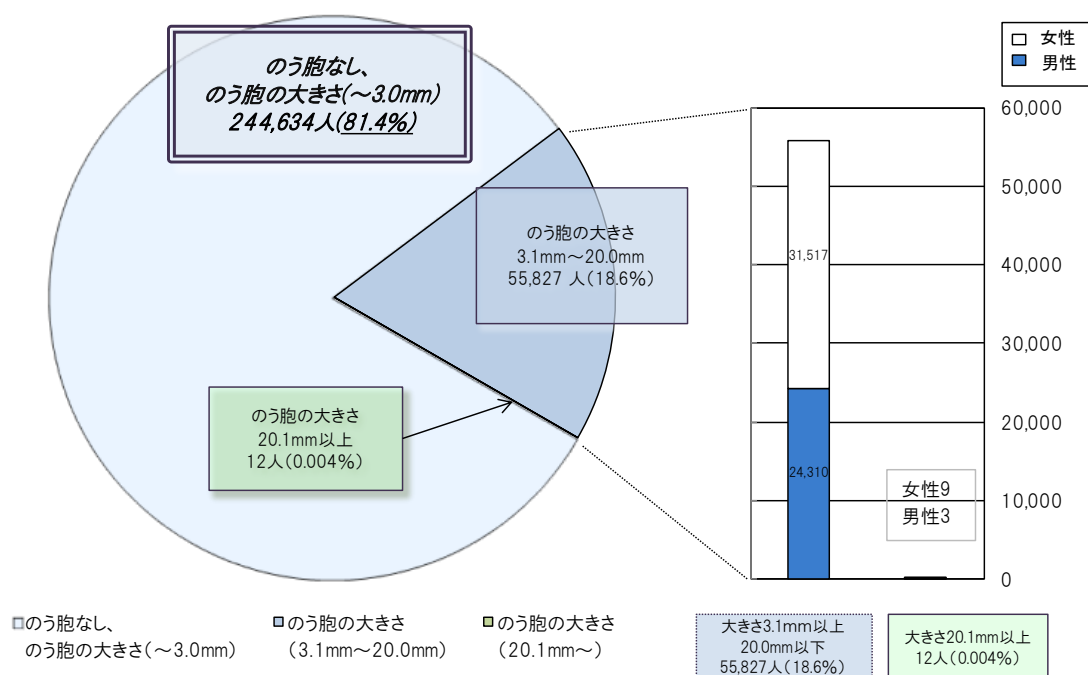 のう胞なし、
のう胞の大きさ(～3.0mm)
244,634人(81.4%)
のう胞の大きさ
3.1mm～20.0mm
55,827 人(18.6%)
のう胞の大きさ
20.1mm以上
12人(0.004%)
女性
男性
60,000
50,000
40,000
30,000
20,000
10,000
0
31,517
24,310
女性9
男性3
のう胞なし、
のう胞の大きさ(～3.0mm)
のう胞の大きさ
(3.1mm～20.0mm)
のう胞の大きさ
(20.1mm～)
大きさ3.1mm以上
20.0mm以下
55,827人(18.6%)
大きさ20.1mm以上
12人(0.004%)